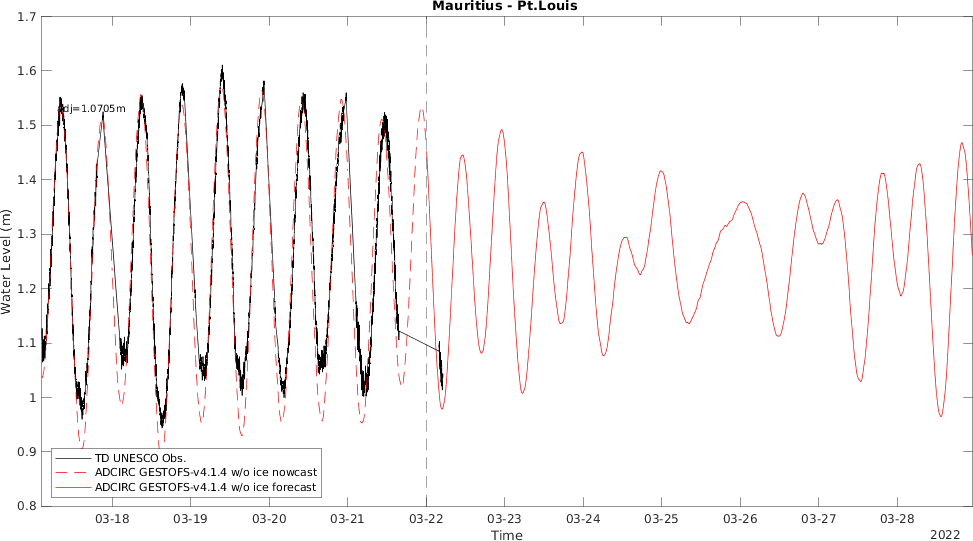 Mauritius - Pt.Louis
1.7
1.6
1.5
1.4
1.3
1.2
1.1
1
0.9
0.8
Water Level (m)
dj=1.0705m
TD UNESCO Obs.
ADCIRC GESTOFS-v4.1.4 w/o ice nowcast
ADCIRC GESTOFS-v4.1.4 w/o ice forecast
03-18 03-19 03-20 03-21 03-22 03-23 03-24 03-25 03-26 03-27 03-28
Time
2022